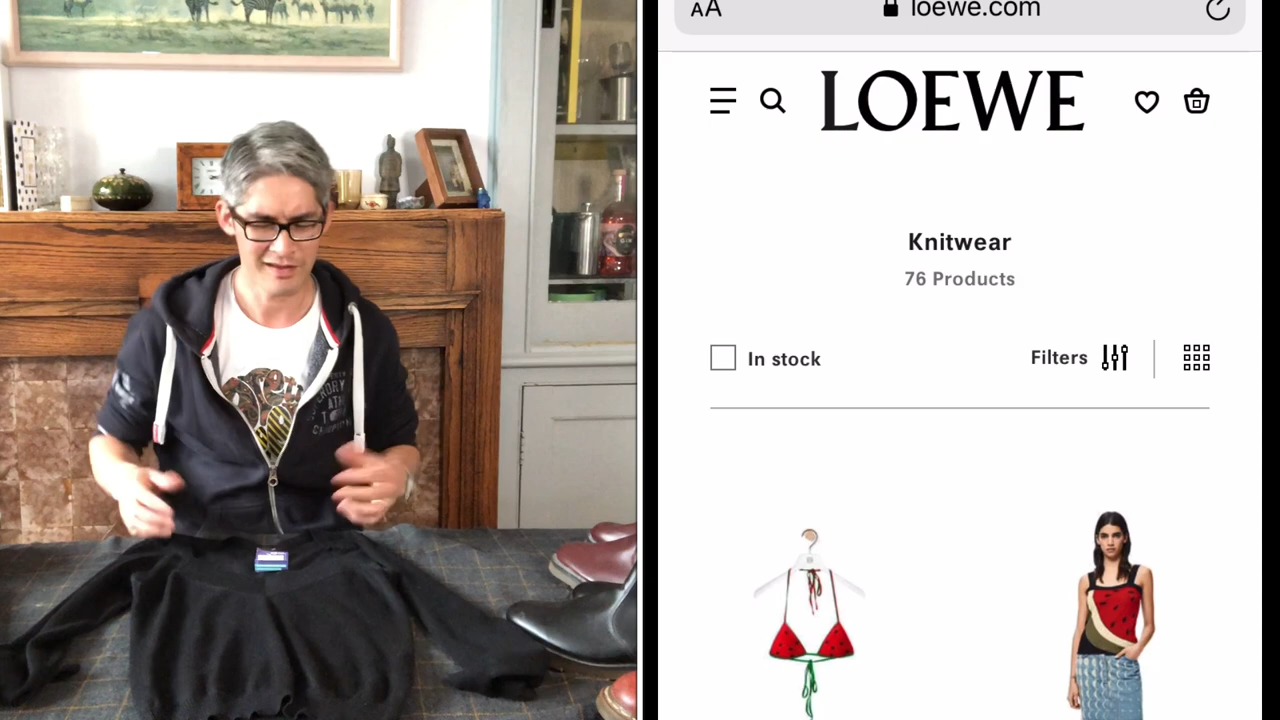 AA
loewe.com
LOEWE
Knitwear
76 Products
In stock
Filters